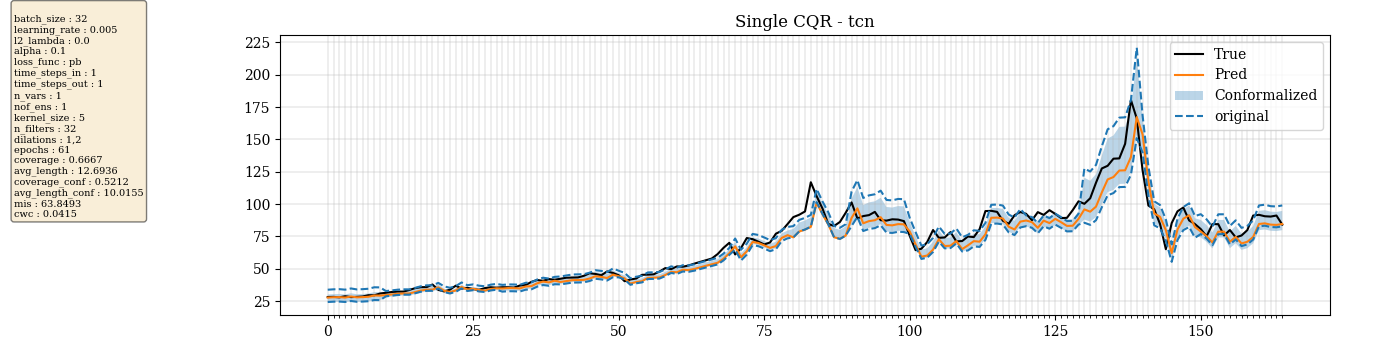 batch_size : 32
learning_rate : 0.005
l2_lambda : 0.0
alpha : 0.1
loss_func : pb
time_steps_in : 1
time_steps_out : 1
n_vars : 1
nof_ens : 1
kernel_size : 5
n_filters : 32
dilations : 1,2
epochs : 61
coverage : 0.6667
avg_length : 12.6936
coverage_conf : 0.5212
avg_length_conf : 10.0155
mis : 63.8493
cwc : 0.0415
Single CQR - tcn
225
200
175
150
125
100
75
50
25
0 25 50 75 100 125 150
True
Pred
Conformalized
original